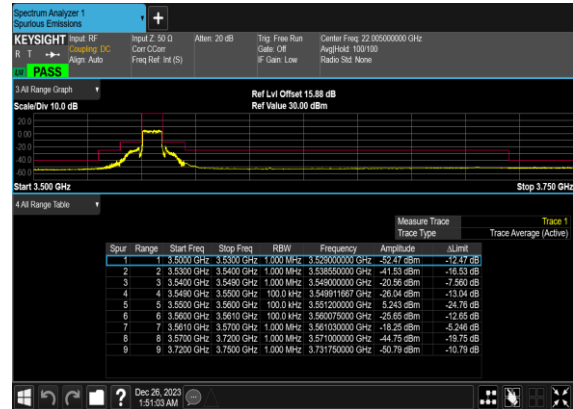 Spectrum Analyzer 1
Spurious Emissions
KEYSIGHT Input: RF Input Z: 50 Ω Atten: 20 dB Trig: Free Run Center Freq: 22.005000000 GHz
R T Coupling: DC Corr CCorr Gate: Off Avg|Hold: 100/100
Align: Auto Freq Ref: Int (S) IF Gain: Low Radio Std: None
PASS
3 All Range Graph Ref Lvl Offset 15.88 dB
Scale/Div 10.0 dB Ref Value 30.00 dBm
20.0
0.00
-20.0
-40.0
-60.0
Start 3.500 GHz Stop 3.750 GHz
4 All Range Table
Measure Trace Trace 1
Trace Type Trace Average (Active)
Spur Range Start Freq Stop Freq RBW Frequency Amplitude ΔLimit
1 1 3.5000 GHz 3.5300 GHz 1.000 MHz 3.529000000 GHz -52.47 dBm -12.47 dB
2 2 3.5300 GHz 3.5400 GHz 1.000 MHz 3.538550000 GHz -41.53 dBm -16.53 dB
3 3 3.5400 GHz 3.5490 GHz 1.000 MHz 3.549000000 GHz -20.56 dBm -7.560 dB
4 4 3.5490 GHz 3.5500 GHz 100.0 kHz 3.549911667 GHz -26.04 dBm -13.04 dB
5 5 3.5500 GHz 3.5600 GHz 100.0 kHz 3.551200000 GHz 5.243 dBm -24.76 dB
6 6 3.5600 GHz 3.5610 GHz 100.0 kHz 3.560075000 GHz -25.65 dBm -12.65 dB
7 7 3.5610 GHz 3.5700 GHz 1.000 MHz 3.561030000 GHz -18.25 dBm -5.246 dB
8 8 3.5700 GHz 3.7200 GHz 1.000 MHz 3.571000000 GHz -44.75 dBm -19.75 dB
9 9 3.7200 GHz 3.7500 GHz 1.000 MHz 3.731750000 GHz -50.79 dBm -10.79 dB
Dec 26, 2023
1:51:03 AM